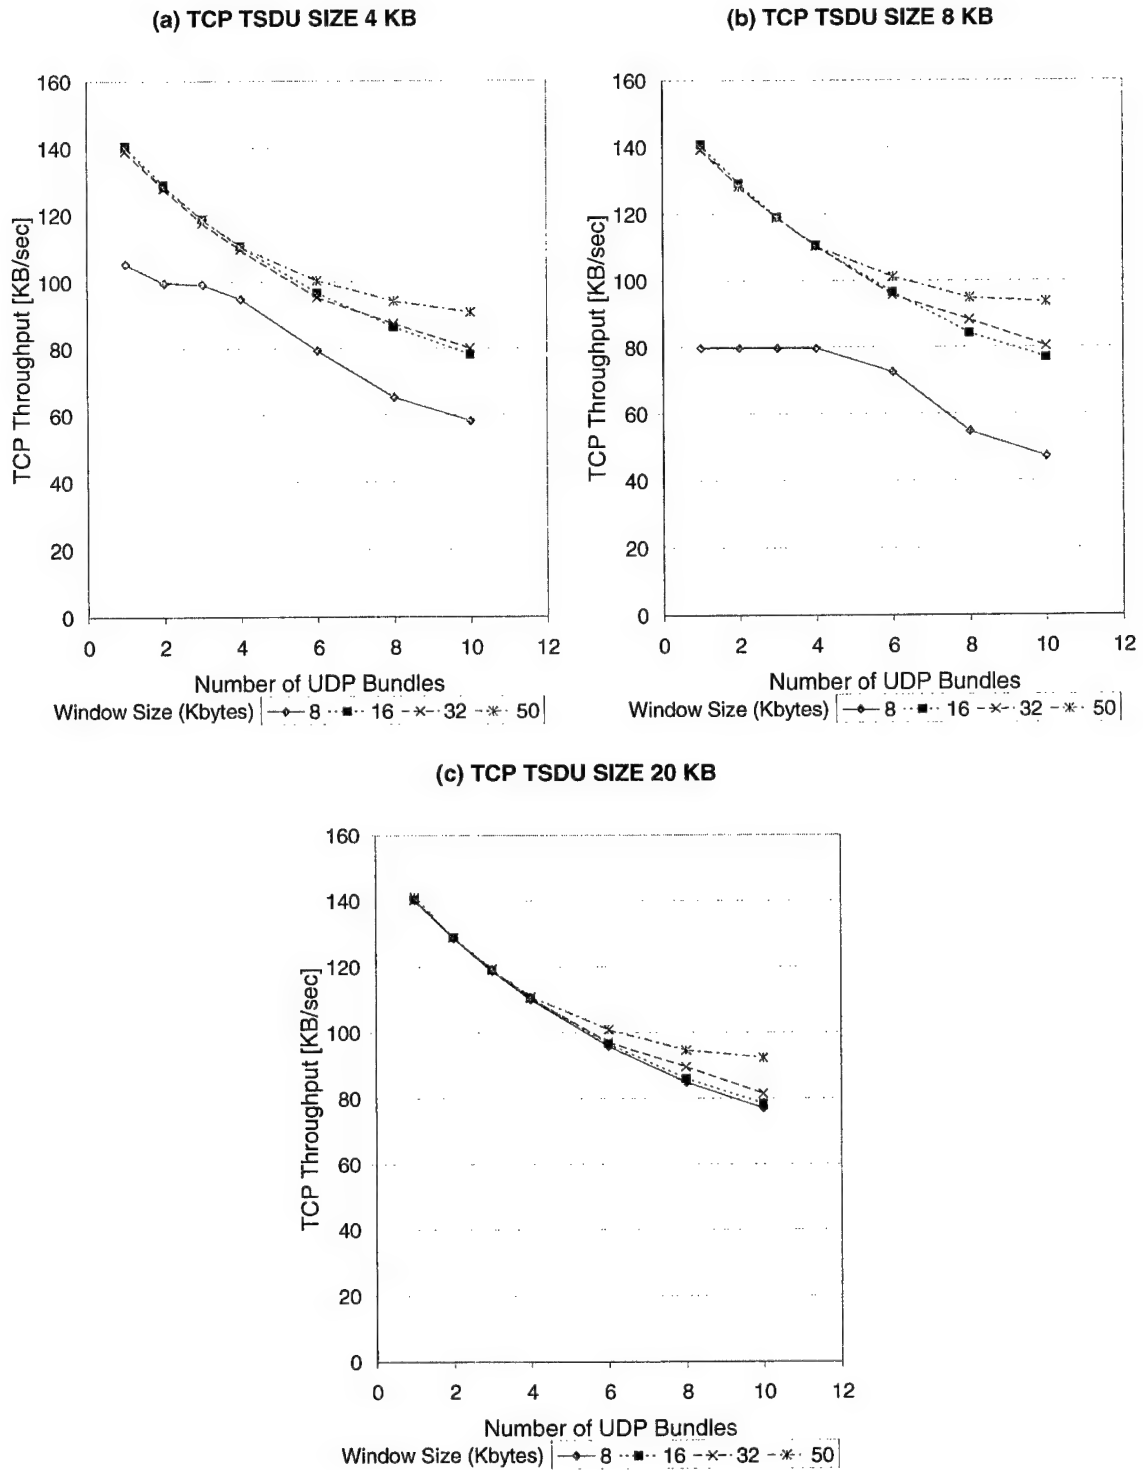 (a) TCP TSDU SIZE 4 KB
160
140
120
100
80
60
40
20
0
TCP Throughput [KB/sec]
0 2 4 6 8 10 12
Number of UDP Bundles
Window Size (Kbytes) 8 16 32 50
(b) TCP TSDU SIZE 8 KB
160
140
120
100
80
60
40
20
0
TCP Throughput [KB/sec]
0 2 4 6 8 10 12
Number of UDP Bundles
Window Size (Kbytes) 8 16 32 50
(c) TCP TSDU SIZE 20 KB
160
140
120
100
80
60
40
20
0
TCP Throughput [KB/sec]
0 2 4 6 8 10 12
Number of UDP Bundles
Window Size (Kbytes) 8 16 32 50